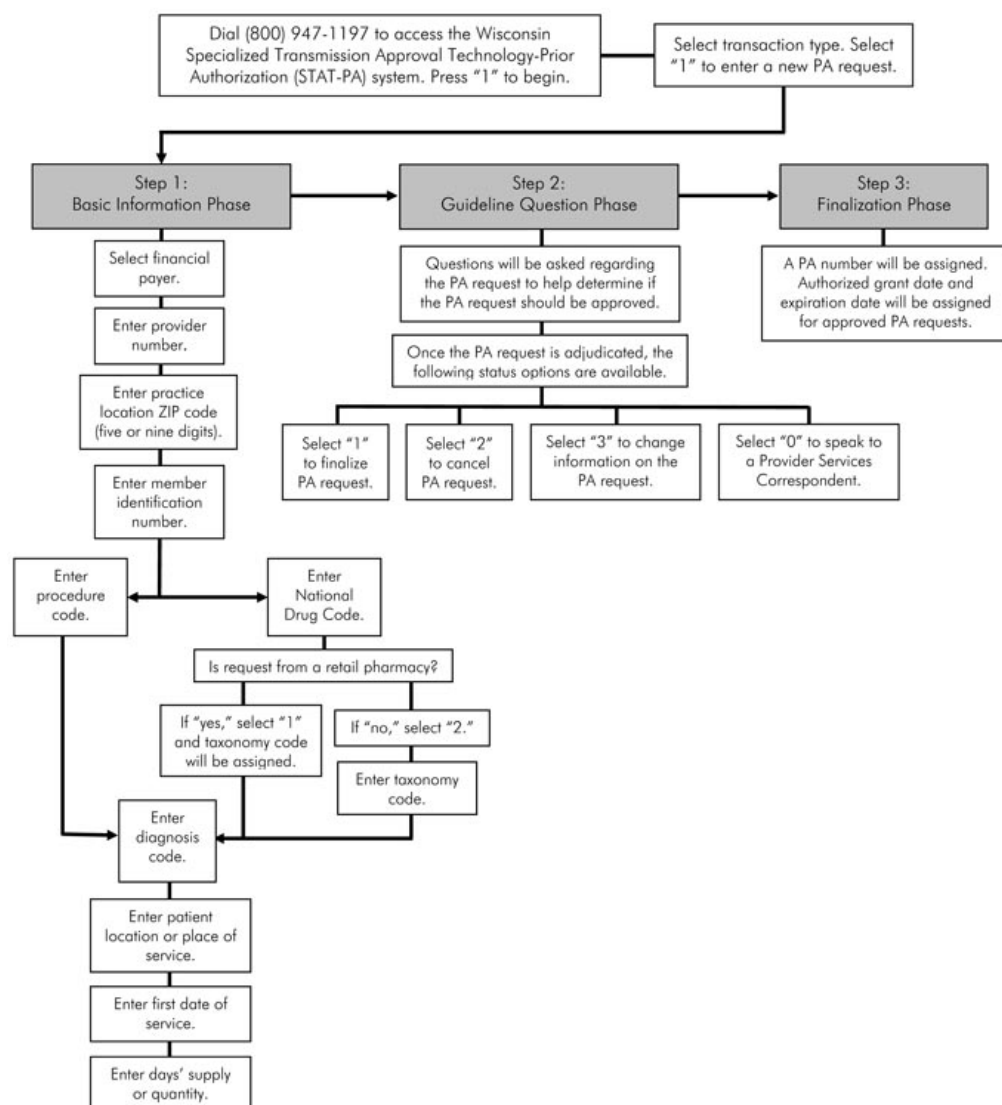 Dial (800) 947-1197 to access the Wisconsin
Specialized Transmission Approval Technology-Prior
Authorization (STAT-PA) system. Press “1” to begin.
Select transaction type. Select
“1” to enter a new PA request.
Step 1:
Basic Information Phase
Select financial
payer.
Enter provider
number.
Enter practice
location ZIP code
(five or nine digits).
Enter member
identification
number.
Enter
procedure
code.
Enter
National
Drug Code.
Is request from a retail pharmacy?
If “yes,” select “1”
and taxonomy code
will be assigned.
If “no,” select “2.”
Enter taxonomy
code.
Enter
diagnosis
code.
Enter patient
location or place of
service.
Enter first date of
service.
Enter days’ supply
or quantity.
Step 2:
Guideline Question Phase
Questions will be asked regarding
the PA request to help determine if
the PA request should be approved.
Once the PA request is adjudicated, the
following status options are available.
Select “1”
to finalize
PA request.
Select “2”
to cancel
PA request.
Select “3” to change
information on the
PA request.
Select “0” to speak to
a Provider Services
Correspondent.
Step 3:
Finalization Phase
A PA number will be assigned.
Authorized grant date and
expiration date will be assigned
for approved PA requests.